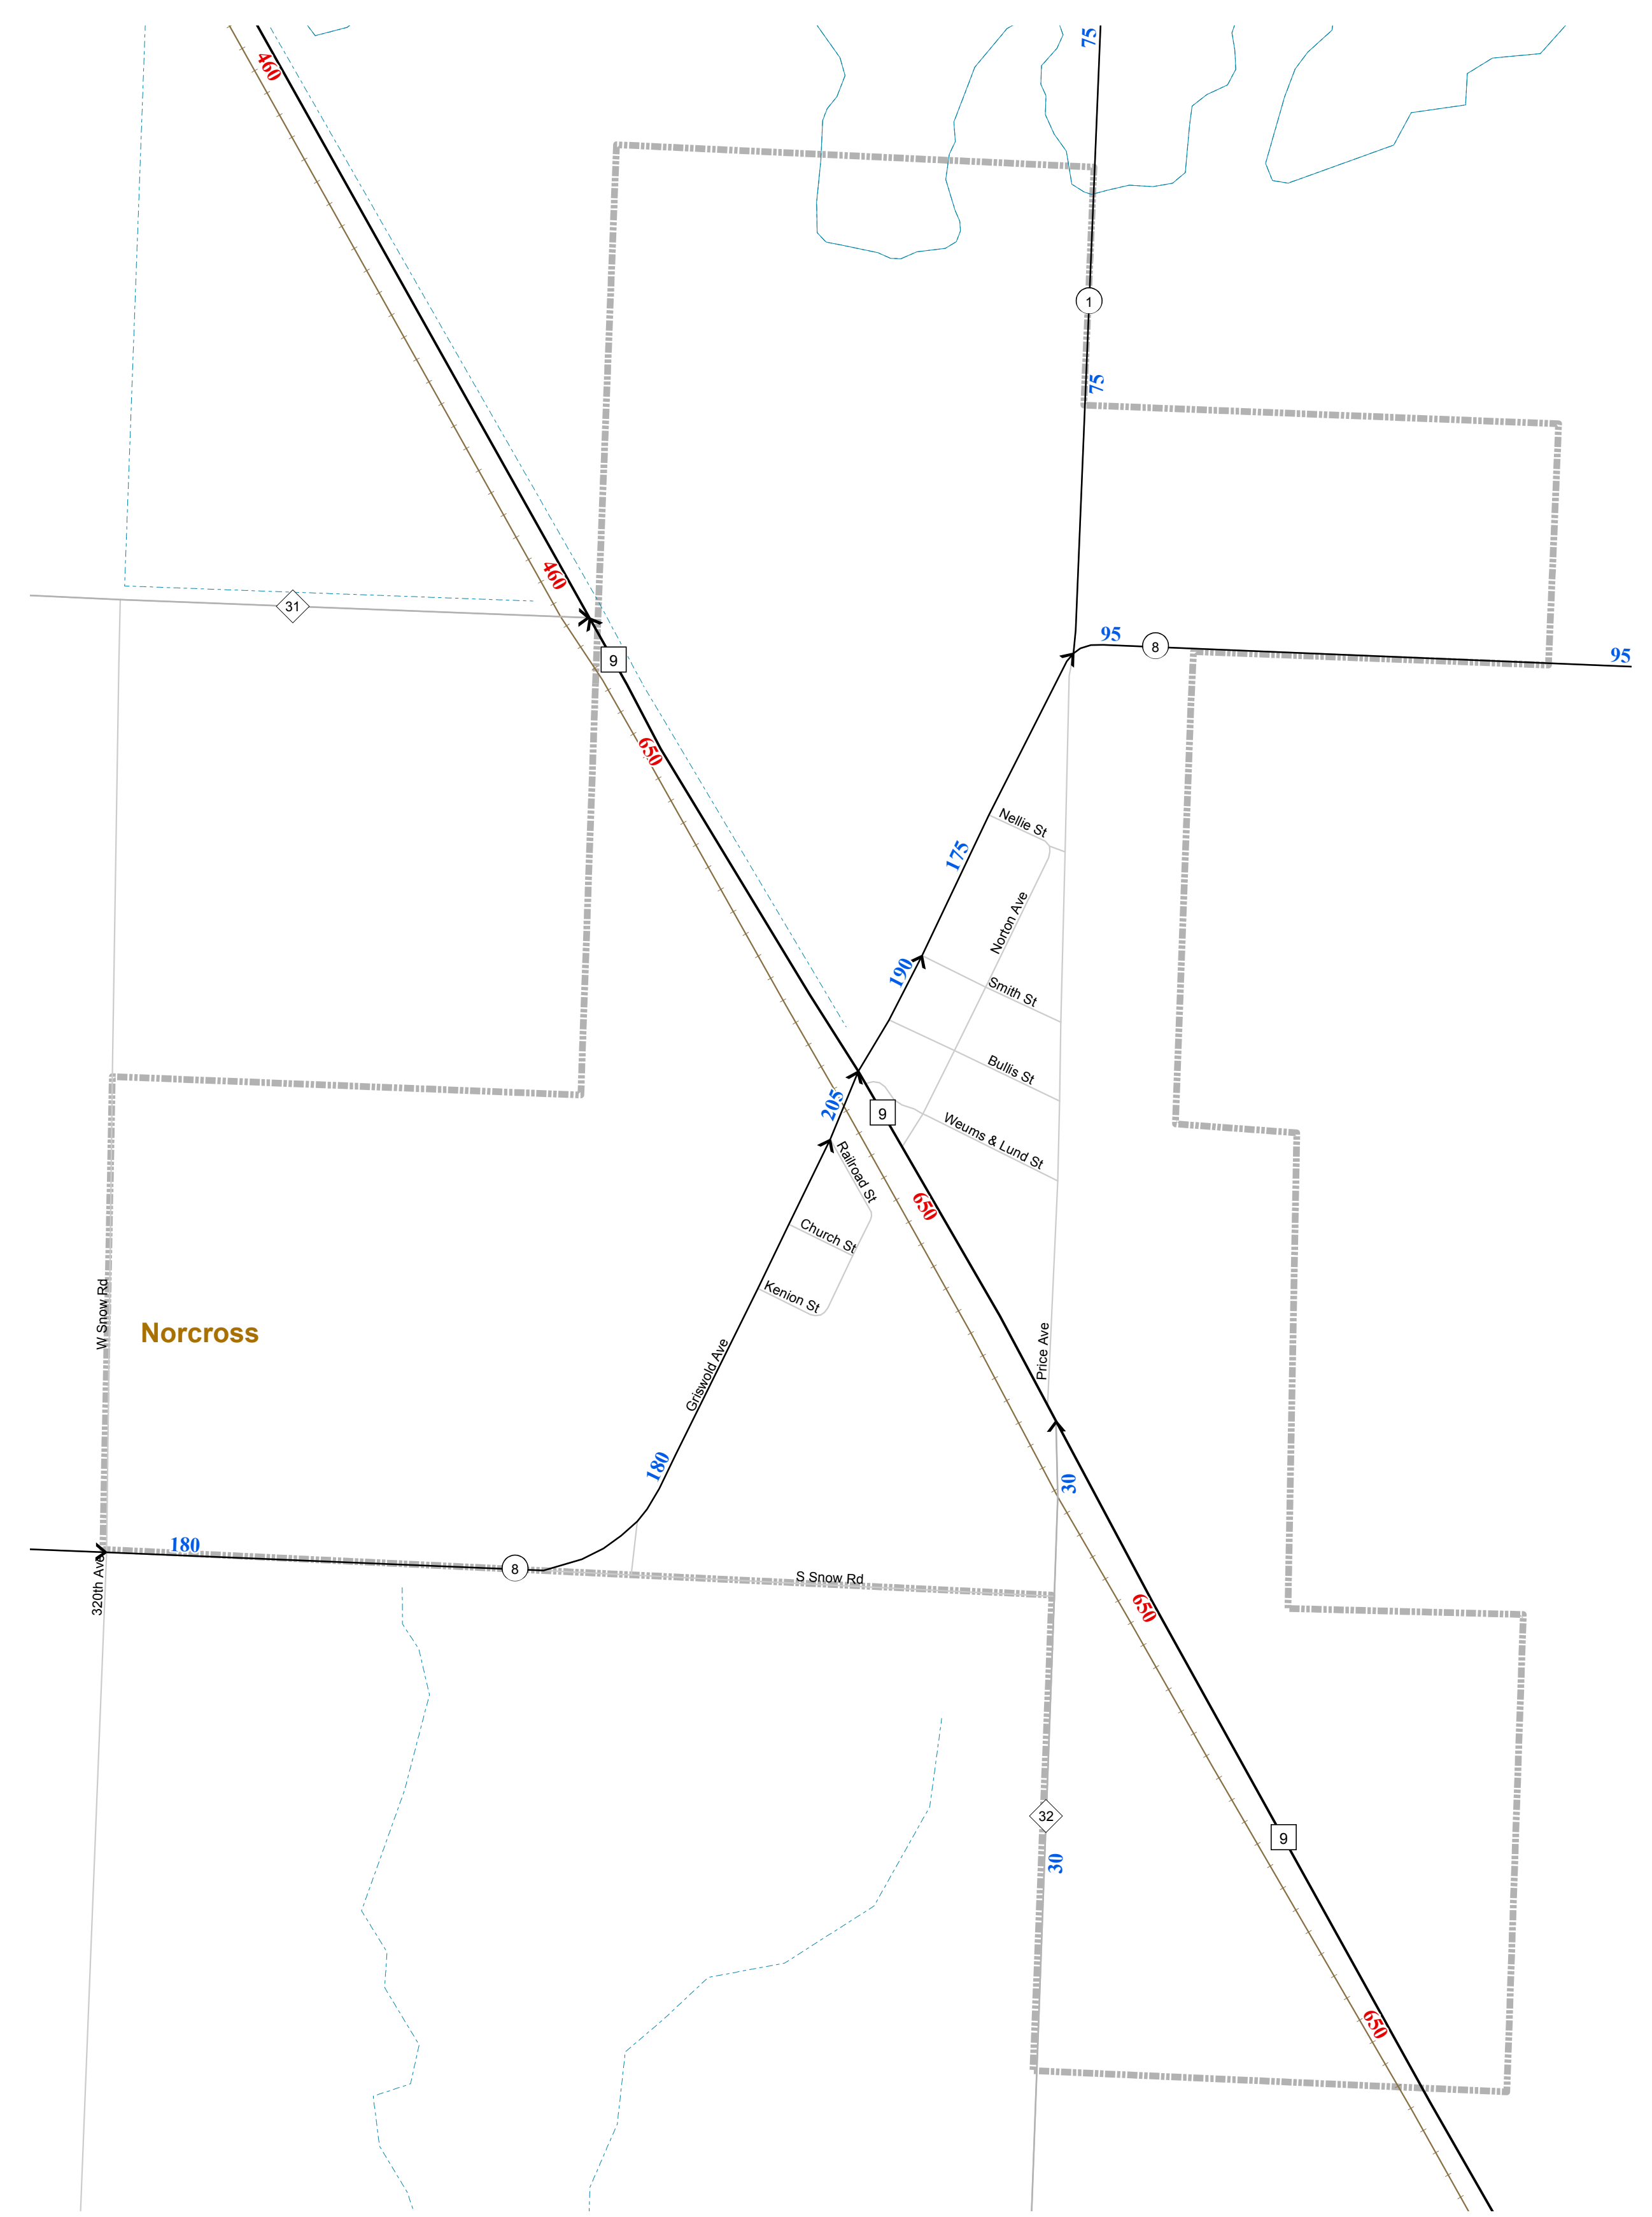 75
460
1
75
460
31
95
8
95
9
650
Nellie St
175
Norton Ave
190
Smith St
Bullis St
205
9
Weums & Lund St
Railroad St
650
Church St
Kenion St
W Snow Rd
Norcross
Price Ave
Griswold Ave
180
30
180
8
S Snow Rd
320th Ave
650
32
9
30
650